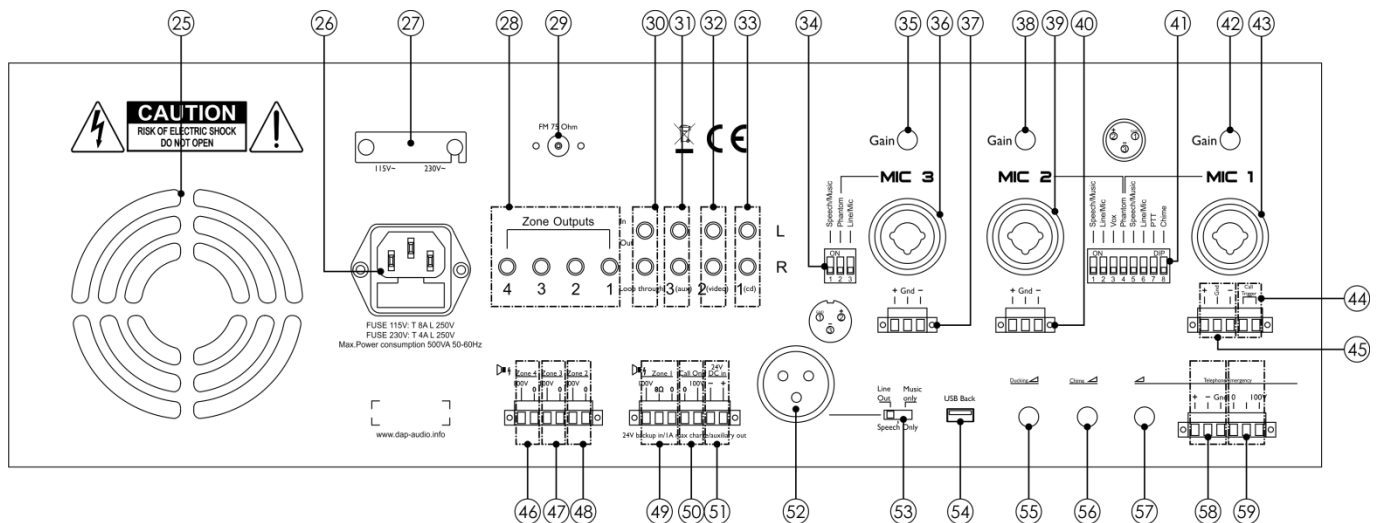 25 26 27 28 29 30 31 32 33 34 35 36 37 38 39 40 41 42 43
CAUTION
RISK OF ELECTRIC SHOCK
DO NOT OPEN
115V~ 230V~
FM 75 Ohm
CE
Gain
MIC 3
Gain
MIC 2
Gain
MIC 1
Zone Outputs
4 3 2 1
In
Out
Loop through
3 (aux)
2 (video)
1 (cd)
L
R
Speech/Music
Phantom
Line/Mic
ON
1 2 3
Speech/Music
Line/Mic
Vox
Phantom
Speech/Music
Line/Mic
PTT
Chime
ON DIP
1 2 3 4 5 6 7 8
+ Gnd −
+ Gnd −
+ Gnd −
Call
Trigger
44
45
FUSE 115V: T 8A L 250V
FUSE 230V: T 4A L 250V
Max.Power consumption 500VA 50-60Hz
www.dap-audio.info
Zone 4 Zone 3 Zone 2
100V 0 100V 0 100V 0
Zone 1 Call Only 24V DC in
100V 8Ω 0 0 100V − +
24V backup in/1A max charge/auxilary out
Line
Out
Music
only
Speech Only
USB Back
Ducking
Chime
Telephone Emergency
+ − Gnd 0 100V
46 47 48 49 50 51 52 53 54 55 56 57 58 59